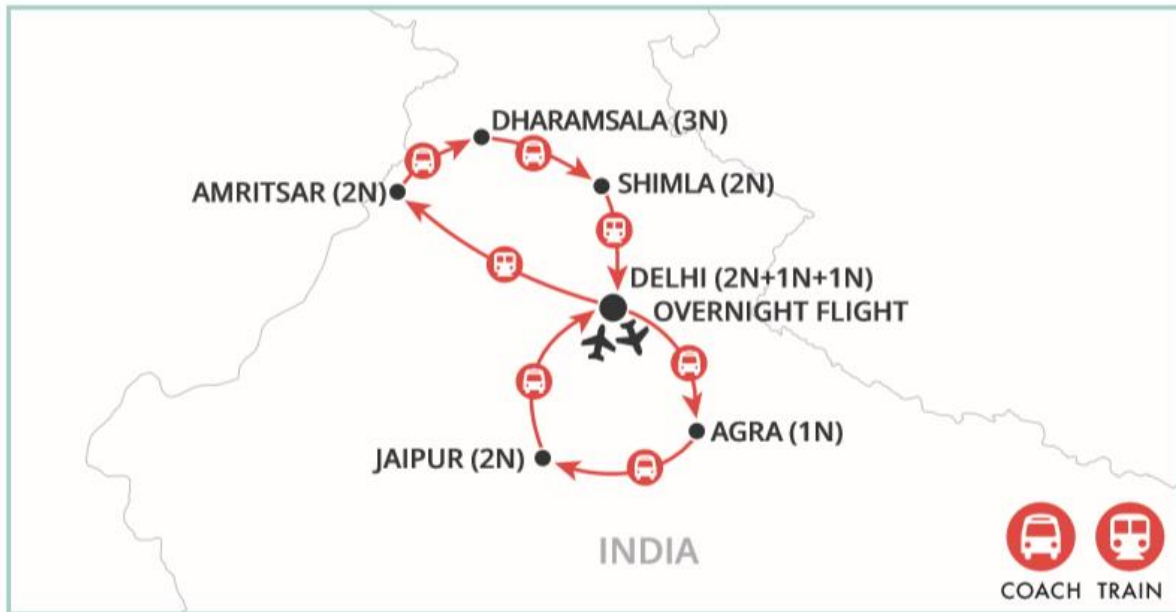 DHARAMSALA (3N)
SHIMLA (2N)
AMRITSAR (2N)
DELHI (2N+1N+1N)
OVERNIGHT FLIGHT
AGRA (1N)
JAIPUR (2N)
INDIA
COACH TRAIN